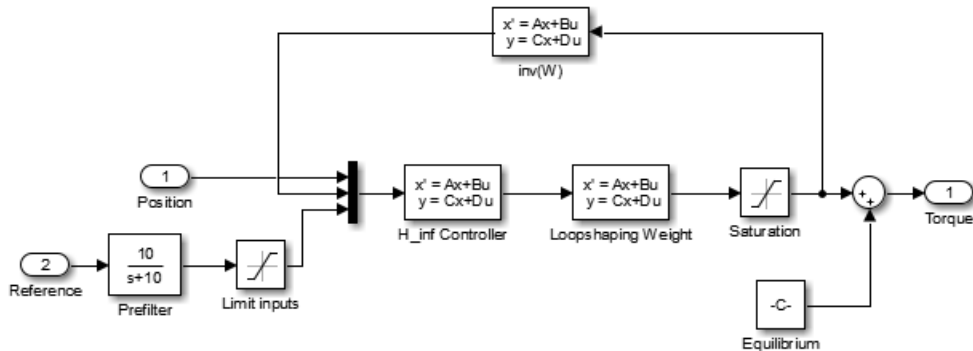 x' = Ax+Bu
y = Cx+Du
inv(W)
1
Position
x' = Ax+Bu
y = Cx+Du
H_inf Controller
x' = Ax+Bu
y = Cx+Du
Loopshaping Weight
Saturation
+
+
1
Torque
2
Reference
10
s+10
Prefilter
Limit inputs
-C-
Equilibrium